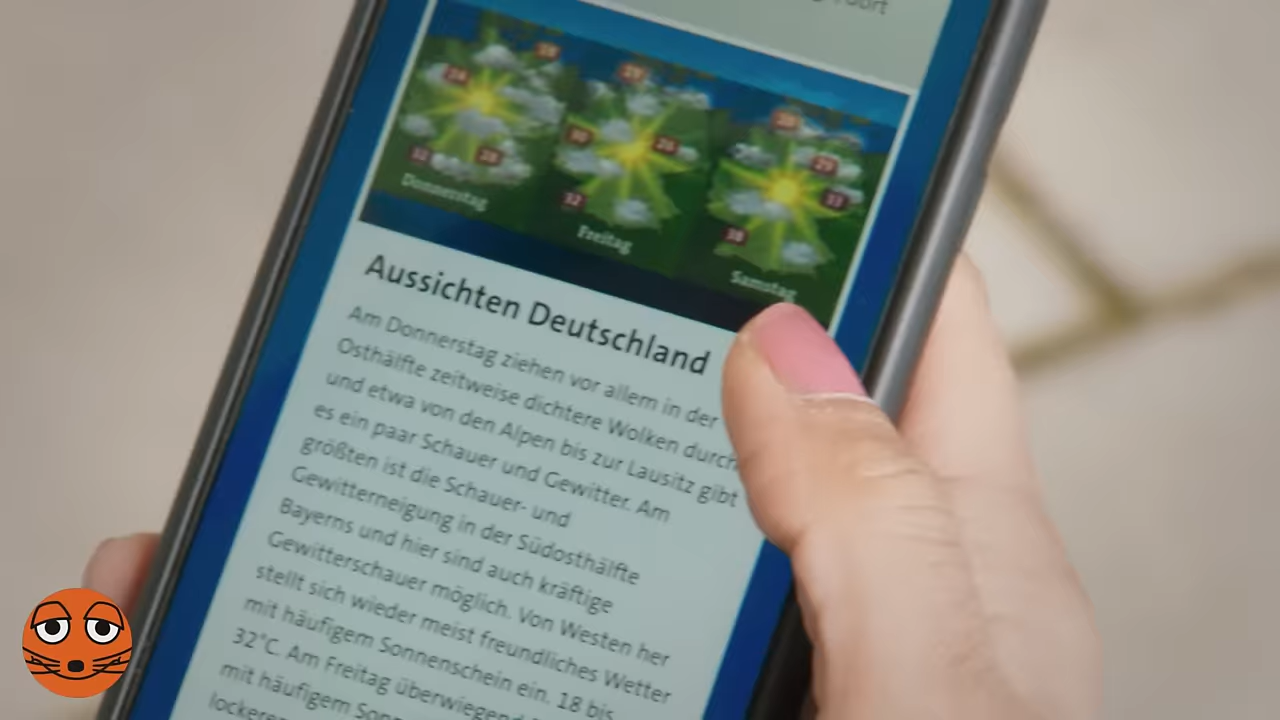 Donnerstag
Freitag
Samstag
Aussichten Deutschland
Am Donnerstag ziehen vor allem in der
Osthälfte zeitweise dichtere Wolken durch
und etwa von den Alpen bis zur Lausitz gibt
es ein paar Schauer und Gewitter. Am
größten ist die Schauer- und
Gewitterneigung in der Südosthälfte
Bayerns und hier sind auch kräftige
Gewitterschauer möglich. Von Westen her
stellt sich wieder meist freundliches Wetter
mit häufigem Sonnenschein ein. 18 bis
32°C. Am Freitag überwiegend
mit häufigem